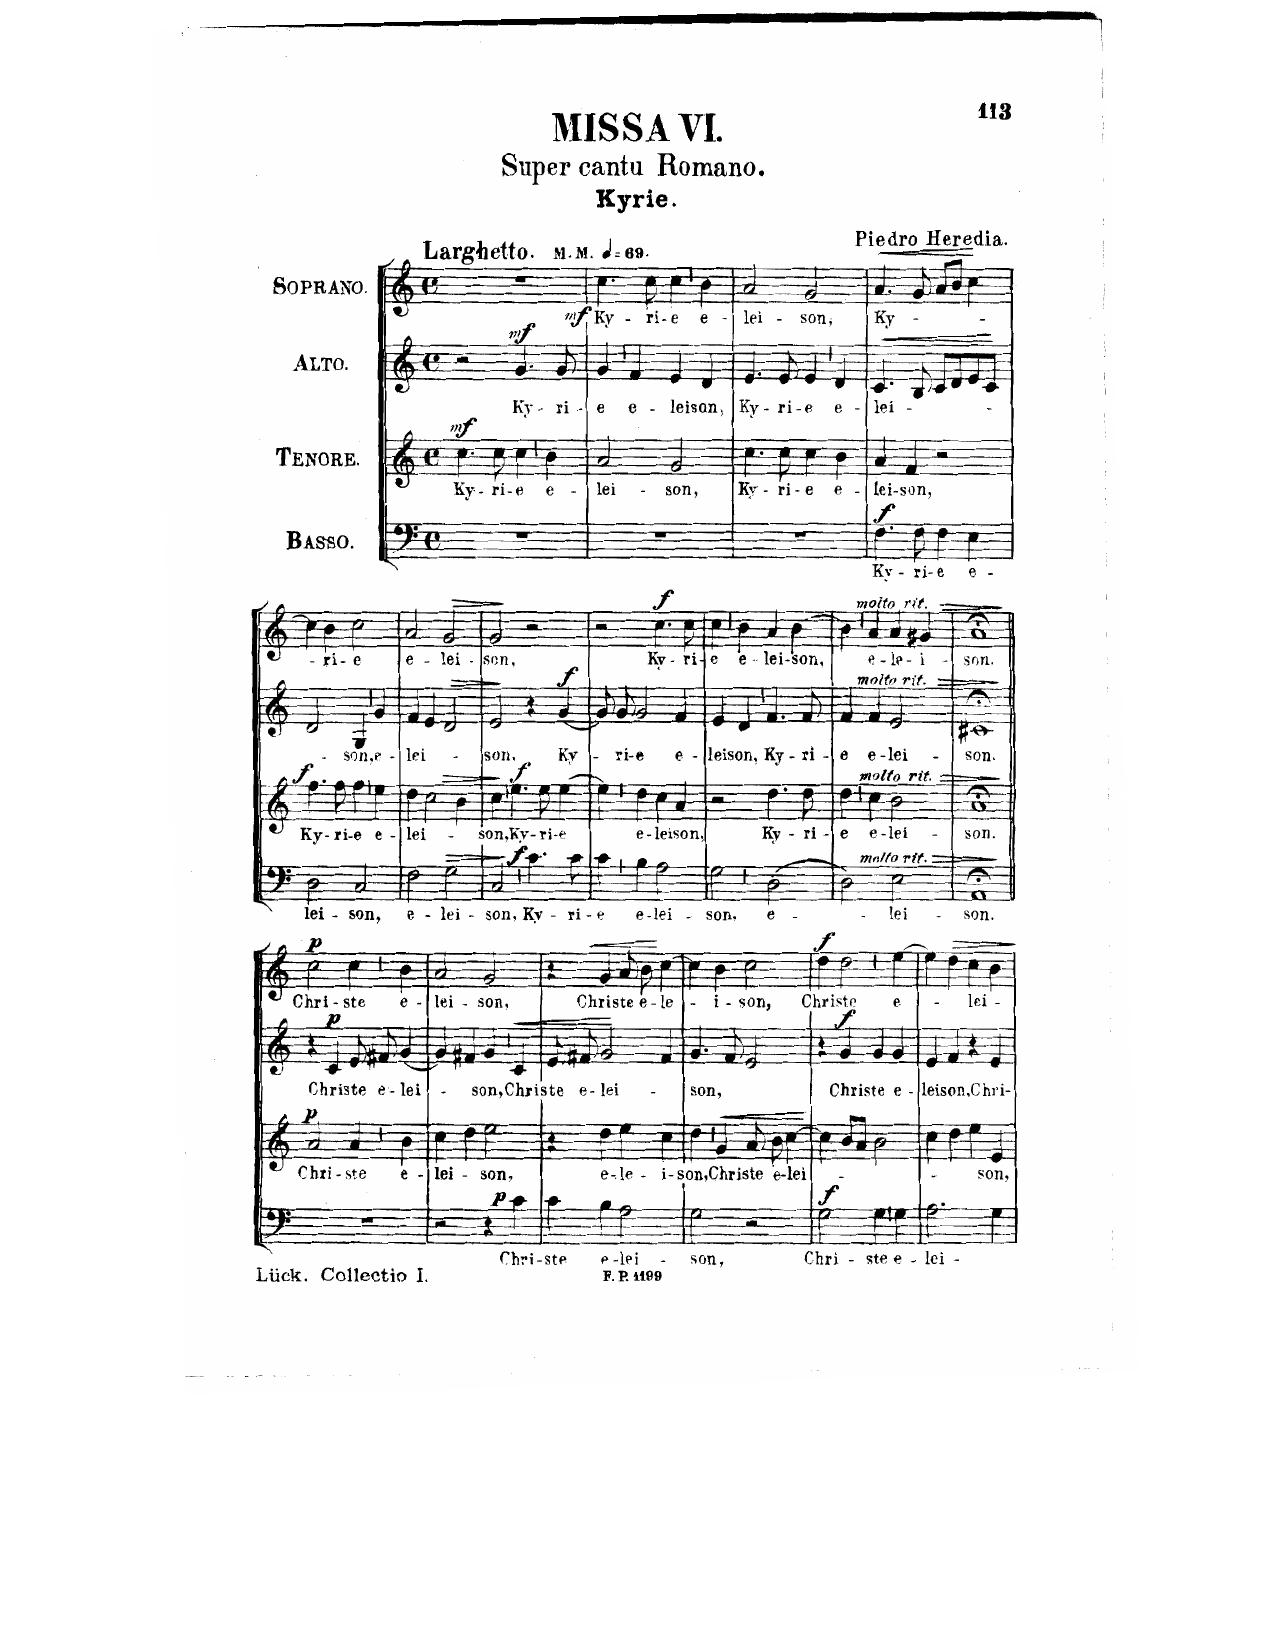 113
MISSA VI.
Super cantu Romano.
Kyrie.
Piedro Heredia.
Larghetto. M. M. ♩= 69.
SOPRANO.
mf Ky - ri - e e - lei - son, Ky - -
mf
ALTO.
Ky - ri - e e - leison, Ky - ri - e e - lei - -
mf
TENORE.
Ky - ri - e e - lei - son, Ky - ri - e e - lei - son,
f
BASSO.
Ky - ri - e e -
f molto rit.
- ri - e e - lei - son, Ky - ri - e e - lei - son, e - le - i - son.
f molto rit.
- son, e - lei - son, Ky - ri - e e - leison, Ky - ri - e e - lei - son.
f f molto rit.
Ky - ri - e e - lei - son, Ky - ri - e e - leison, Ky - ri - e e - lei - son.
f molto rit.
lei - son, e - lei - son, Ky - ri - e e - lei - son, e - - lei - son.
p f
Chri - ste e - lei - son, Christe e - le - i - son, Christe e - lei -
p f
Christe e - lei - son, Christe e - lei - son, Christe e - leison, Chri -
p
Chri - ste e - lei - son, e - le - i - son, Christe e - lei - - son,
p f
Chri - ste e - lei - son, Chri - ste e - lei -
Lück. Collectio I. F. P. 1199